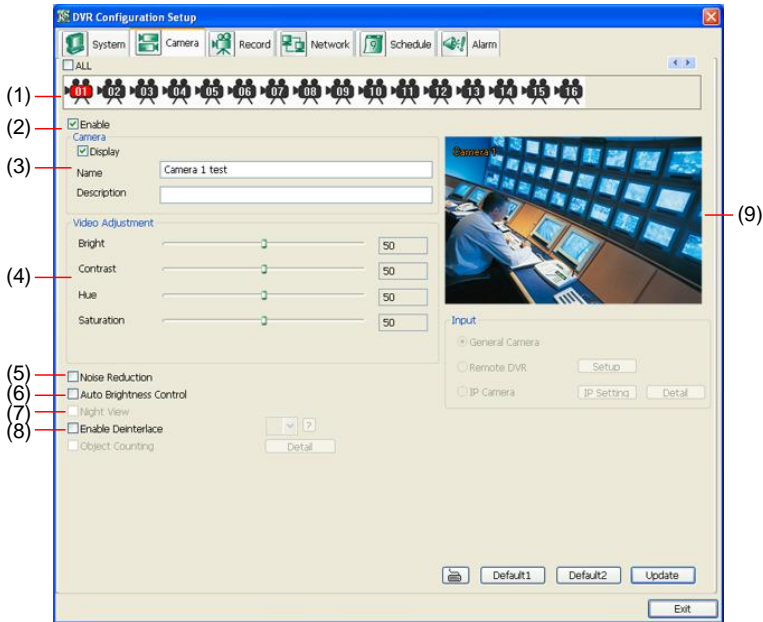 DVR Configuration Setup
System Camera Record Network Schedule Alarm
ALL
(1) 01 02 03 04 05 06 07 08 09 10 11 12 13 14 15 16
(2) Enable
Camera
Display
(3) Name Camera 1 test
Description
Camera 1
(9)
Video Adjustment
Bright 50
(4) Contrast 50
Hue 50
Saturation 50
Input
General Camera
Remote DVR Setup
IP Camera IP Setting Detail
(5) Noise Reduction
(6) Auto Brightness Control
(7) Night View
(8) Enable Deinterlace ?
Object Counting Detail
Default1 Default2 Update
Exit